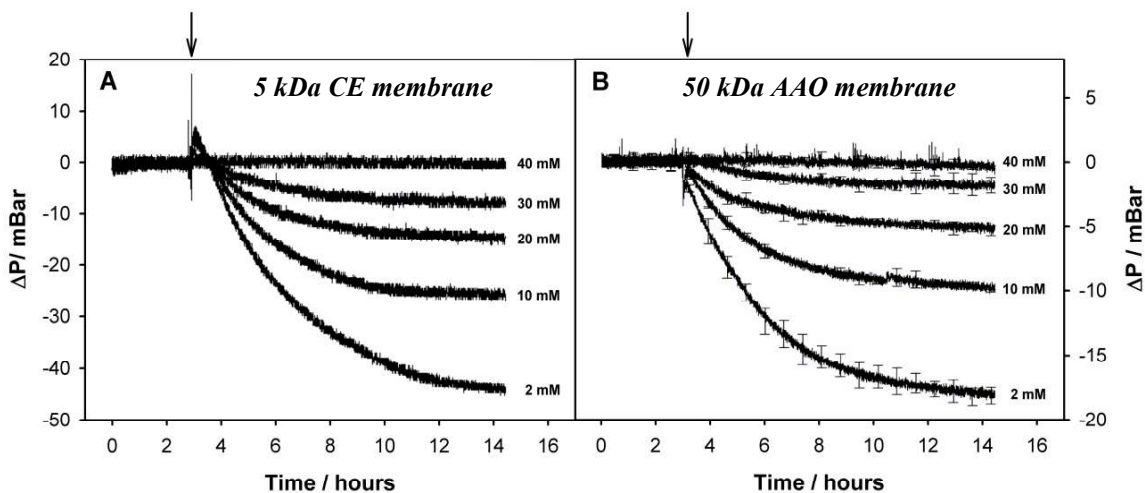 A
5 kDa CE membrane
ΔP/ mBar
20
10
0
-10
-20
-30
-40
-50
40 mM
30 mM
20 mM
10 mM
2 mM
0 2 4 6 8 10 12 14 16
Time / hours
B
50 kDa AAO membrane
40 mM
30 mM
20 mM
10 mM
2 mM
5
0
-5
-10
-15
-20
ΔP / mBar
0 2 4 6 8 10 12 14 16
Time / hours